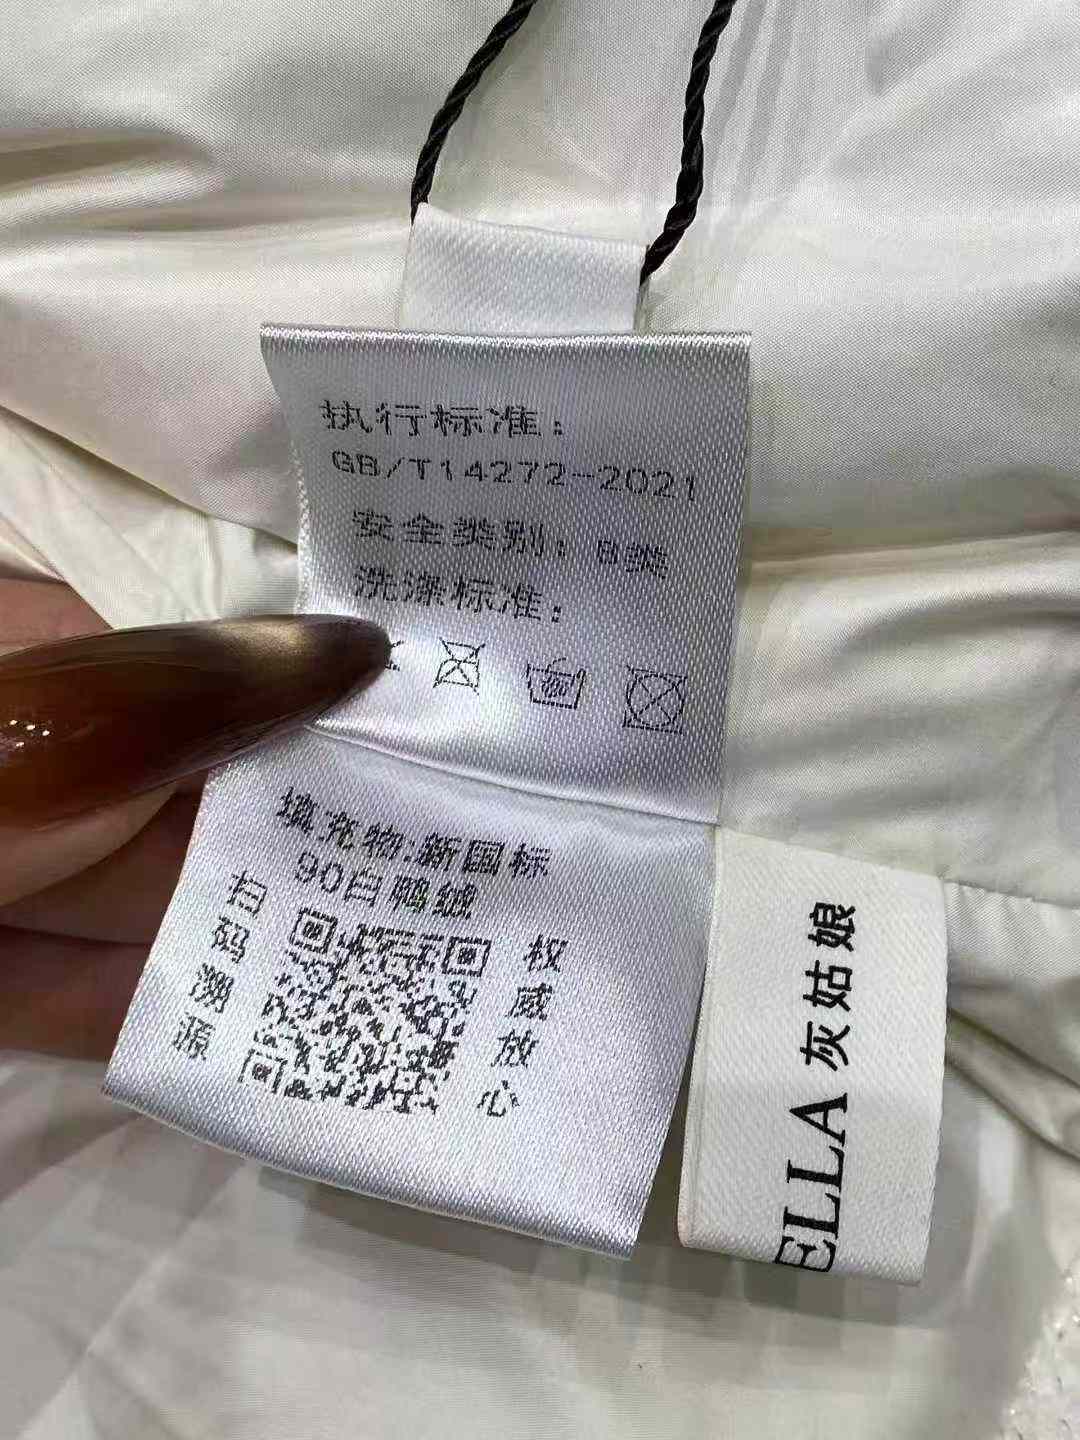 执行标准：
GB/T14272-2021
安全类别：B类
洗涤标准：
填充物:新国标
90白鸭绒
扫码溯源
权威放心
ELLA 灰姑娘